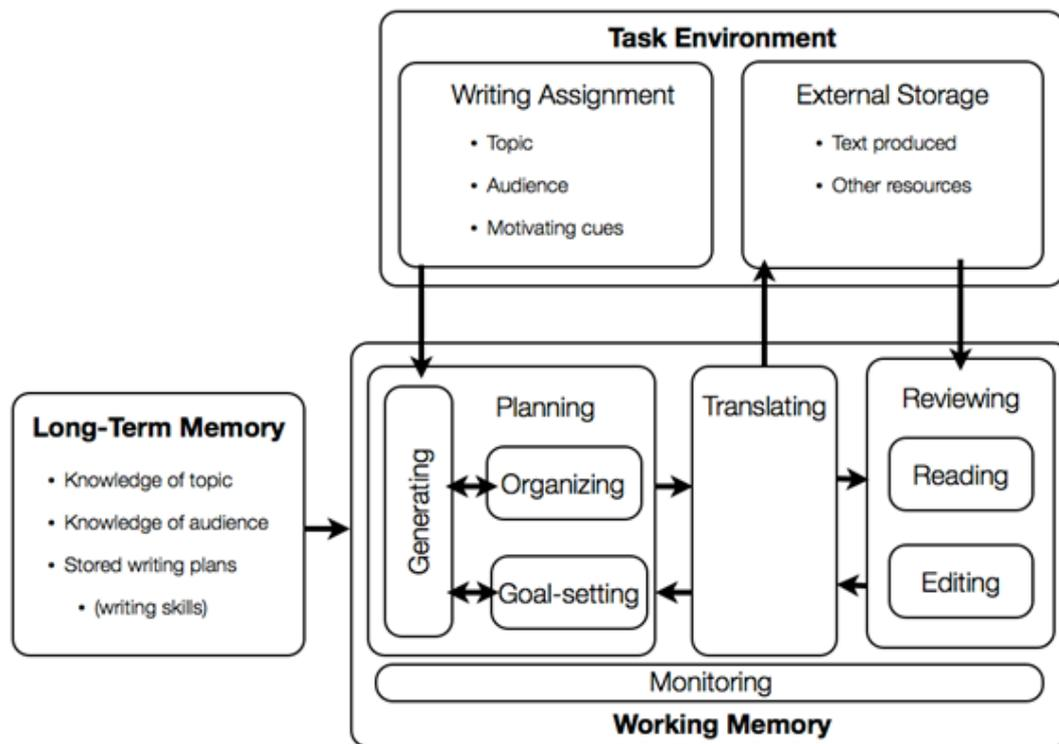 Task Environment
Writing Assignment
• Topic
• Audience
• Motivating cues
External Storage
• Text produced
• Other resources
Long-Term Memory
• Knowledge of topic
• Knowledge of audience
• Stored writing plans
• (writing skills)
Planning
Generating
Organizing
Goal-setting
Translating
Reviewing
Reading
Editing
Monitoring
Working Memory